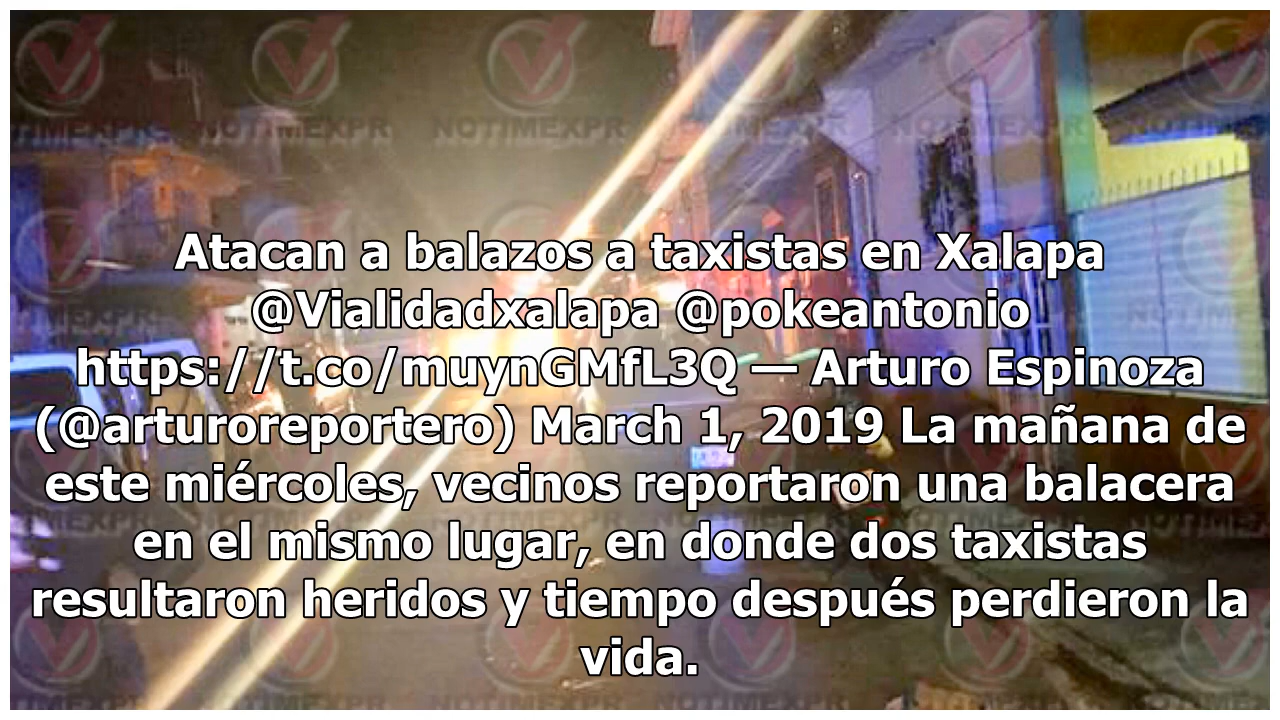 Atacan a balazos a taxistas en Xalapa
@Vialidadxalapa @pokeantonio
https://t.co/muynGMfL3Q — Arturo Espinoza
(@arturoreportero) March 1, 2019 La mañana de
este miércoles, vecinos reportaron una balacera
en el mismo lugar, en donde dos taxistas
resultaron heridos y tiempo después perdieron la
vida.